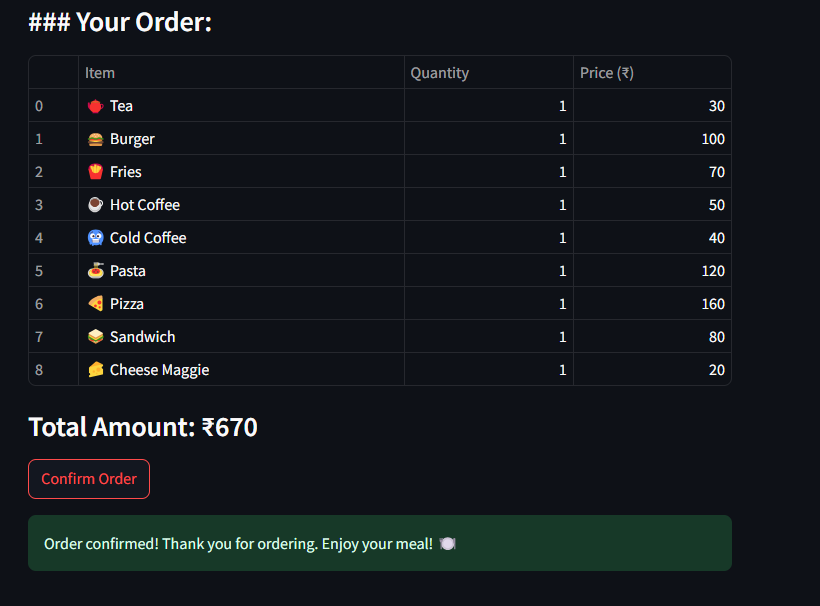 ### Your Order:
Item Quantity Price (₹)
0 🫖 Tea 1 30
1 🍔 Burger 1 100
2 🍟 Fries 1 70
3 ☕ Hot Coffee 1 50
4 🥶 Cold Coffee 1 40
5 🍝 Pasta 1 120
6 🍕 Pizza 1 160
7 🥪 Sandwich 1 80
8 🧀 Cheese Maggie 1 20
Total Amount: ₹670
Confirm Order
Order confirmed! Thank you for ordering. Enjoy your meal! 🍽️